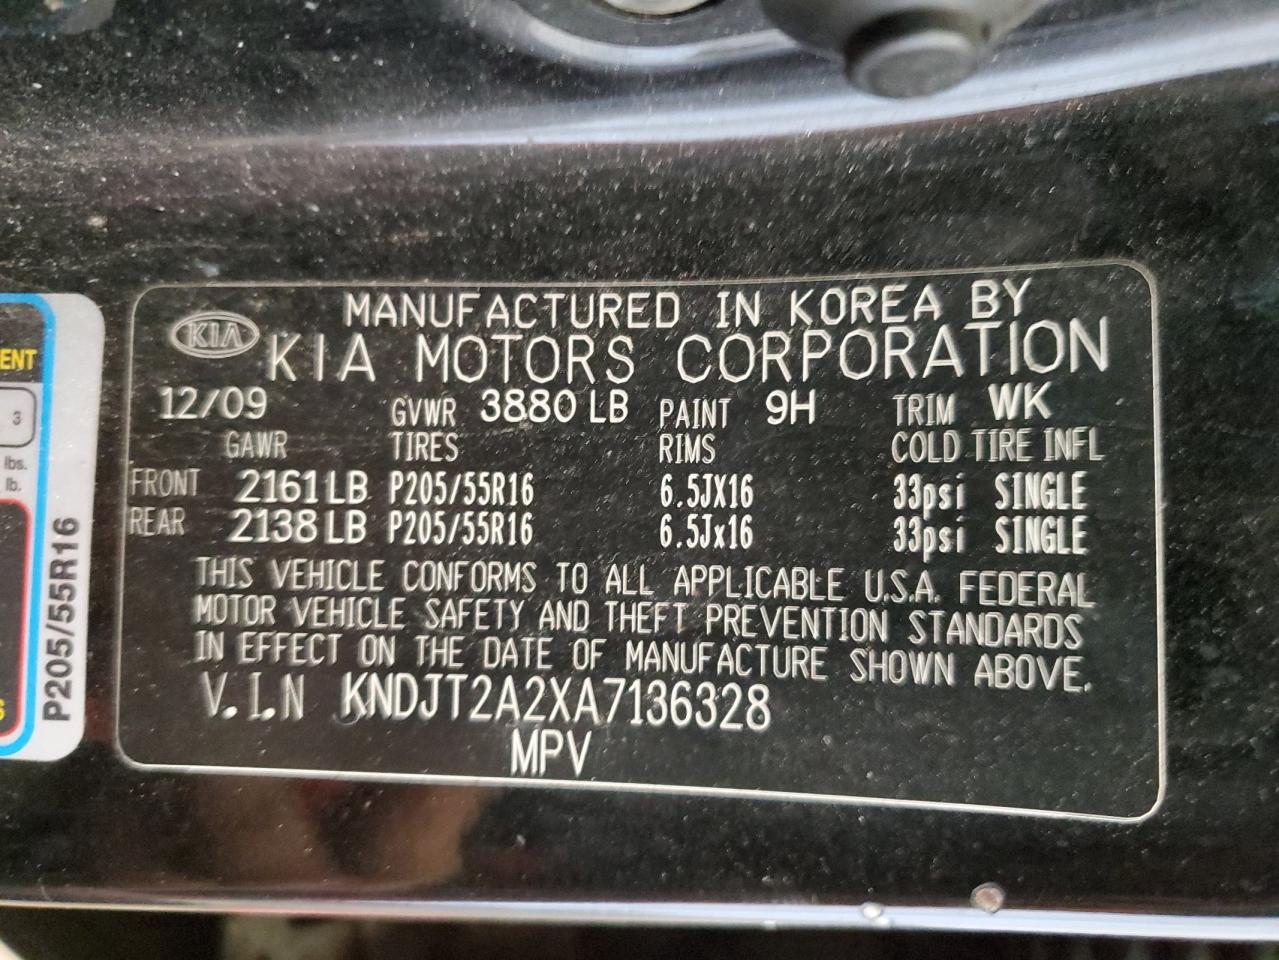 MANUFACTURED IN KOREA BY
KIA KIA MOTORS CORPORATION
12/09 GVWR 3880 LB PAINT 9H TRIM WK
GAWR TIRES RIMS COLD TIRE INFL
FRONT 2161 LB P205/55R16 6.5JX16 33psi SINGLE
REAR 2138 LB P205/55R16 6.5Jx16 33psi SINGLE
THIS VEHICLE CONFORMS TO ALL APPLICABLE U.S.A. FEDERAL
MOTOR VEHICLE SAFETY AND THEFT PREVENTION STANDARDS
IN EFFECT ON THE DATE OF MANUFACTURE SHOWN ABOVE.
V.I.N KNDJT2A2XA7136328
MPV
ENT
3
lbs.
lb.
P205/55R16